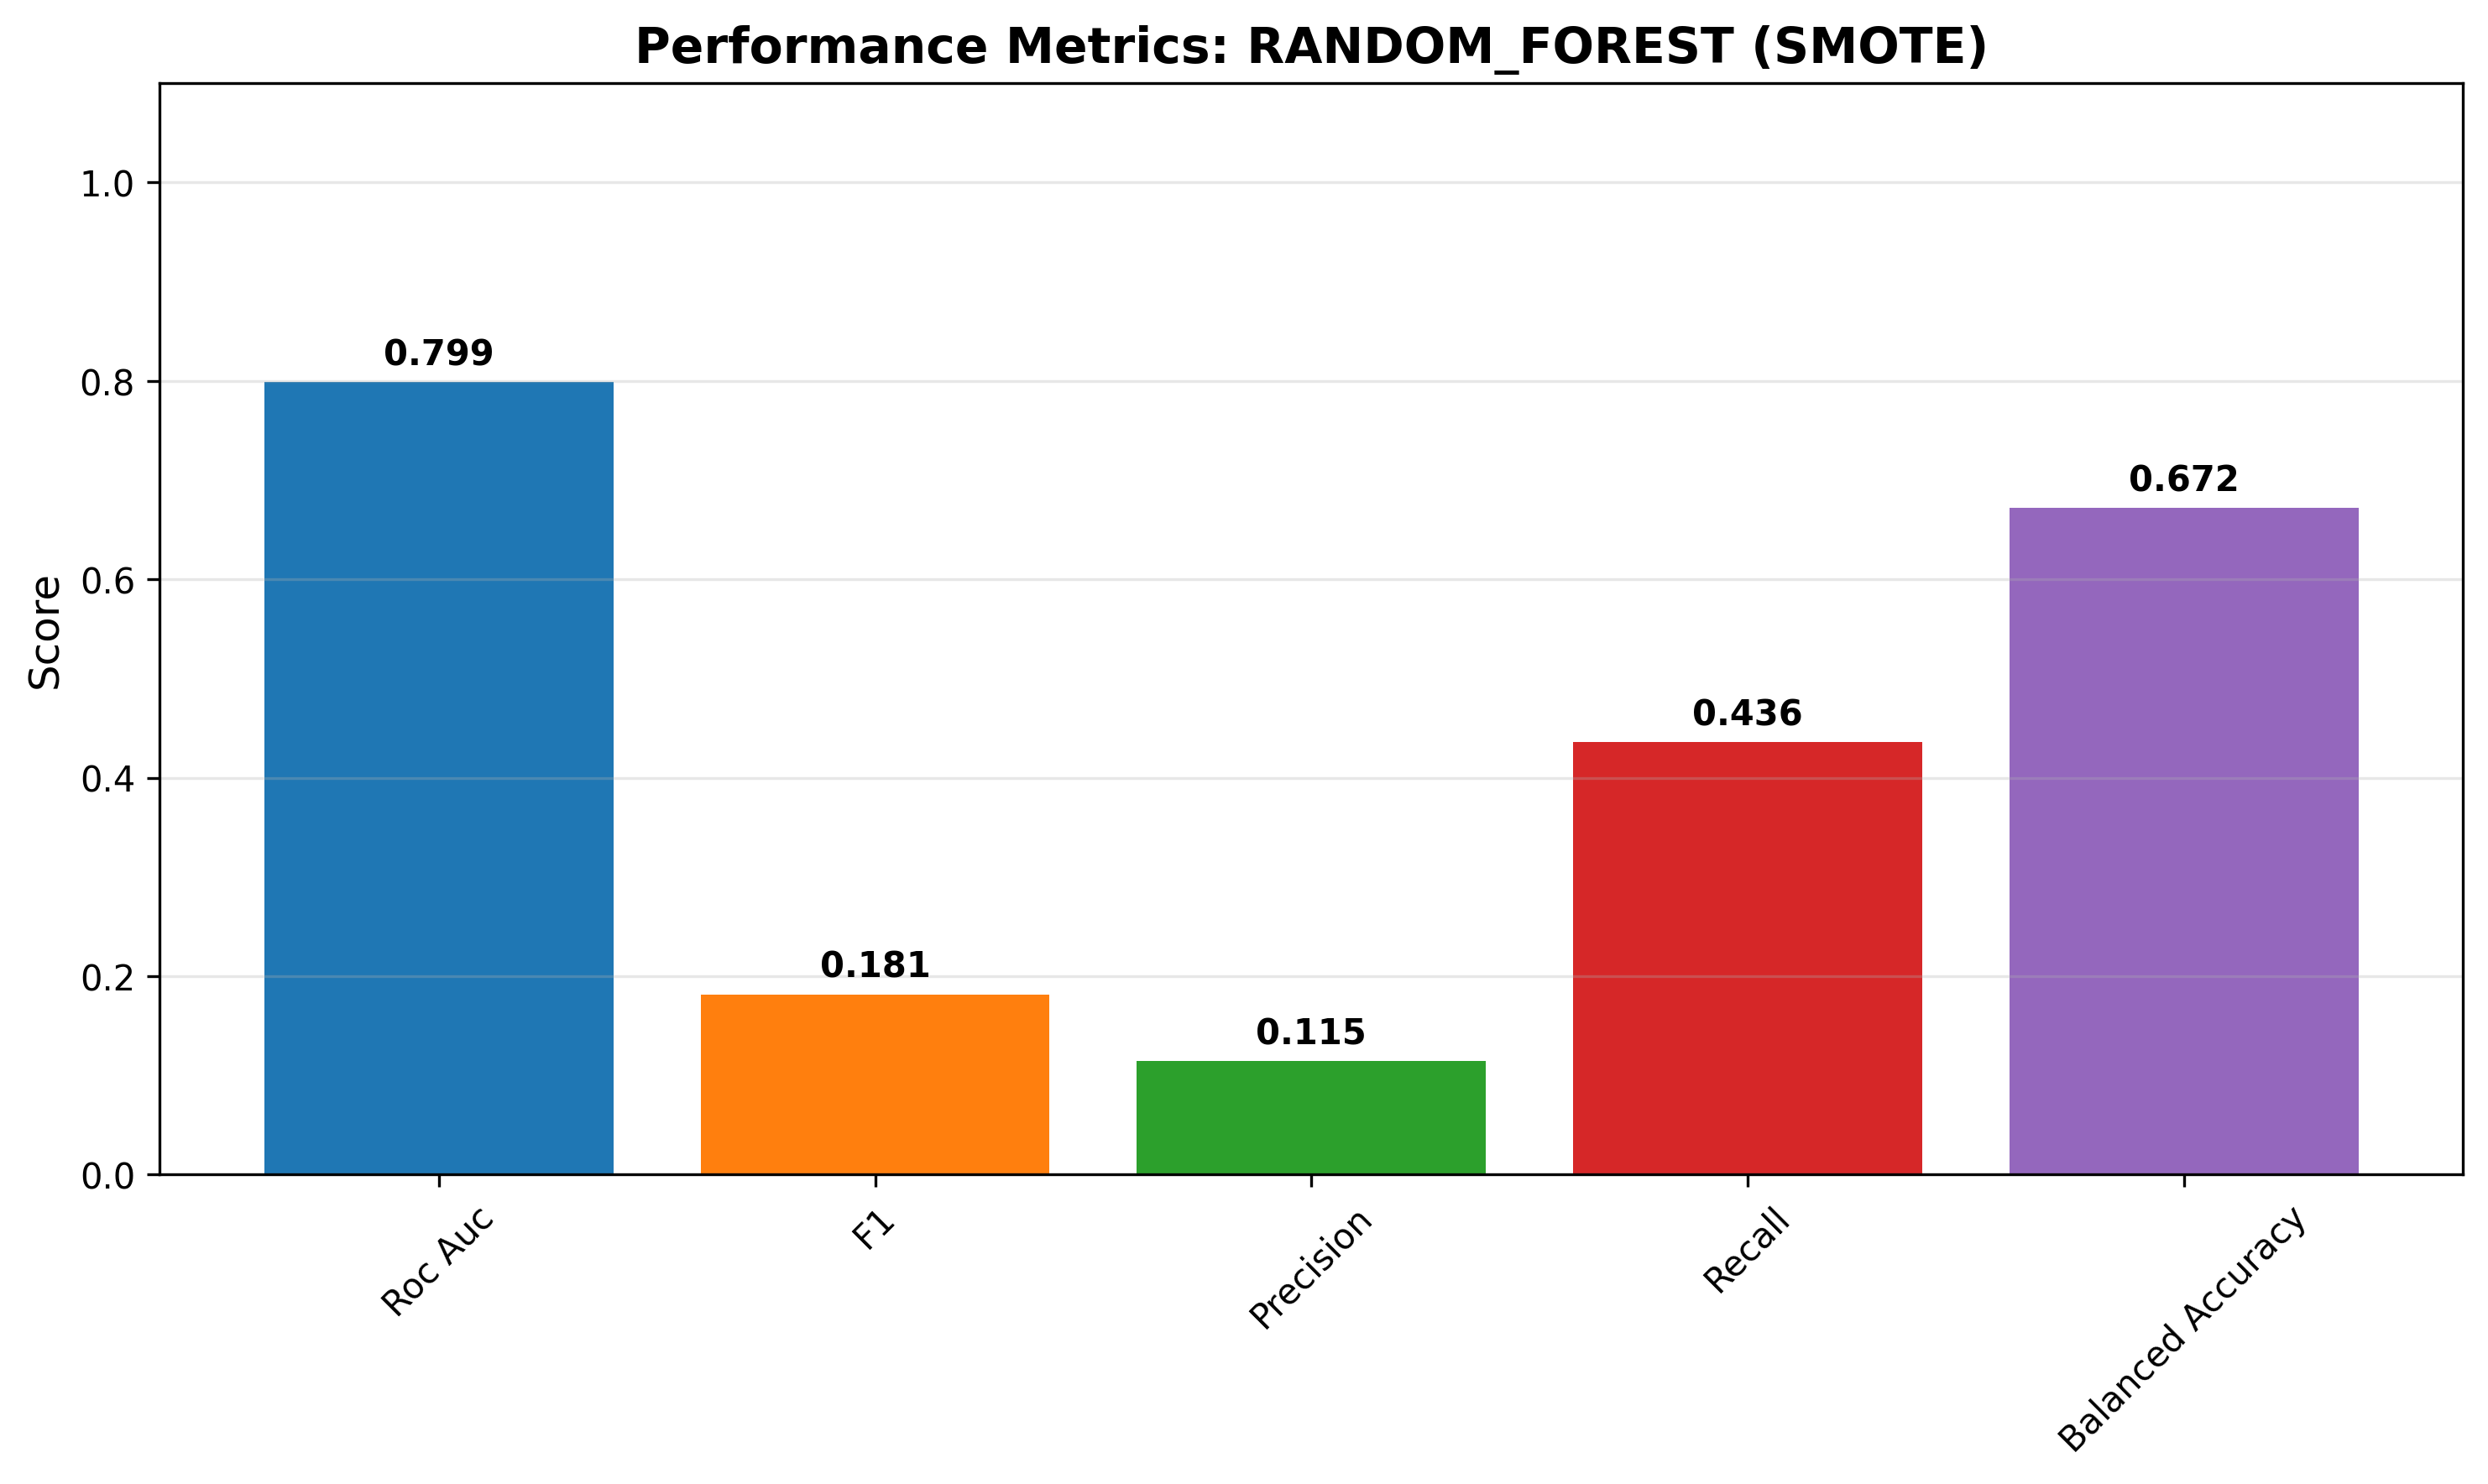 Performance Metrics: RANDOM_FOREST (SMOTE)
Score
1.0
0.8
0.6
0.4
0.2
0.0
0.799
0.181
0.115
0.436
0.672
Roc Auc
F1
Precision
Recall
Balanced Accuracy